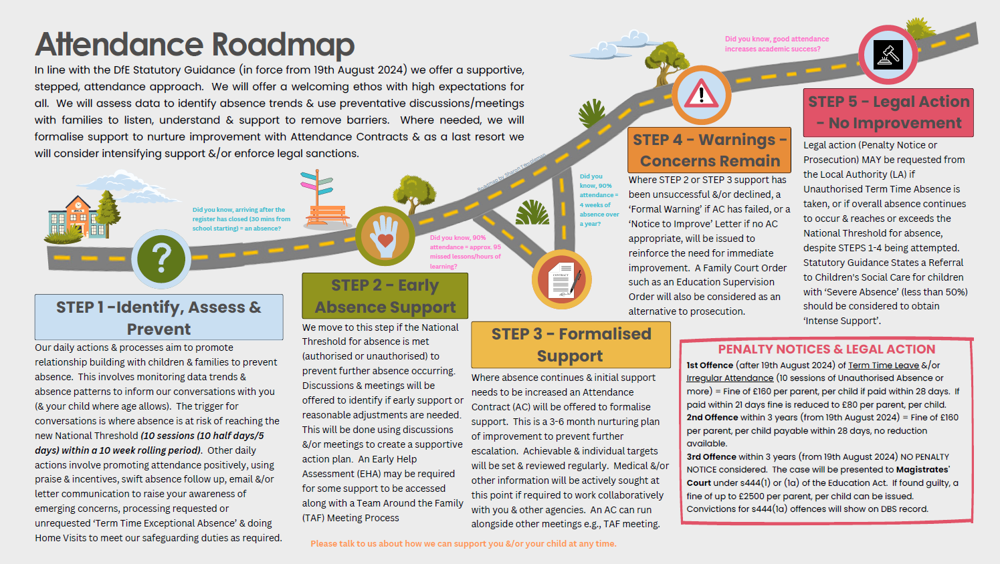 Attendance Roadmap
In line with the DfE Statutory Guidance (in force from 19th August 2024) we offer a supportive,
stepped, attendance approach.  We will offer a welcoming ethos with high expectations for
all.  We will assess data to identify absence trends & use preventative discussions/meetings
with families to listen, understand & support to remove barriers.  Where needed, we will
formalise support to nurture improvement with Attendance Contracts & as a last resort we
will consider intensifying support &/or enforce legal sanctions.
Did you know, arriving after the
register has closed (30 mins from
school starting) = an absence?
?
STEP 1 -Identify, Assess &
Prevent
Our daily actions & processes aim to promote
relationship building with children & families to prevent
absence.  This involves monitoring data trends &
absence patterns to inform our conversations with you
(& your child where age allows).  The trigger for
conversations is where absence is at risk of reaching the
new National Threshold (10 sessions (10 half days/5
days) within a 10 week rolling period).  Other daily
actions involve promoting attendance positively, using
praise & incentives, swift absence follow up, email &/or
letter communication to raise your awareness of
emerging concerns, processing requested or
unrequested ‘Term Time Exceptional Absence’ & doing
Home Visits to meet our safeguarding duties as required.
Did you know, 90%
attendance = approx. 95
missed lessons/hours of
learning?
STEP 2 - Early
Absence Support
We move to this step if the National
Threshold for absence is met
(authorised or unauthorised) to
prevent further absence occurring.
Discussions & meetings will be
offered to identify if early support or
reasonable adjustments are needed.
This will be done using discussions
&/or meetings to create a supportive
action plan.  An Early Help
Assessment (EHA) may be required
for some support to be accessed
along with a Team Around the Family
(TAF) Meeting Process
Roadmap by Sharon Templeman
Did you
know, 90%
attendance =
4 weeks of
absence over
a year?
CONTRACT
STEP 3 - Formalised
Support
Where absence continues & initial support
needs to be increased an Attendance
Contract (AC) will be offered to formalise
support.  This is a 3-6 month nurturing plan
of improvement to prevent further
escalation.  Achievable & individual targets
will be set & reviewed regularly.  Medical &/or
other information will be actively sought at
this point if required to work collaboratively
with you & other agencies.  An AC can run
alongside other meetings e.g., TAF meeting.
Please talk to us about how we can support you &/or your child at any time.
Did you know, good attendance
increases academic success?
!
STEP 4 - Warnings -
Concerns Remain
Where STEP 2 or STEP 3 support has
been unsuccessful &/or declined, a
‘Formal Warning’ if AC has failed, or a
‘Notice to Improve’ Letter if no AC
appropriate, will be issued to
reinforce the need for immediate
improvement.  A Family Court Order
such as an Education Supervision
Order will also be considered as an
alternative to prosecution.
STEP 5 - Legal Action
- No Improvement
Legal action (Penalty Notice or
Prosecution) MAY be requested from
the Local Authority (LA) if
Unauthorised Term Time Absence is
taken, or if overall absence continues
to occur & reaches or exceeds the
National Threshold for absence,
despite STEPS 1-4 being attempted.
Statutory Guidance States a Referral
to Children's Social Care for children
with ‘Severe Absence’ (less than 50%)
should be considered to obtain
‘Intense Support’.
PENALTY NOTICES & LEGAL ACTION
1st Offence (after 19th August 2024) of Term Time Leave &/or
Irregular Attendance (10 sessions of Unauthorised Absence or
more) = Fine of £160 per parent, per child if paid within 28 days.  If
paid within 21 days fine is reduced to £80 per parent, per child.
2nd Offence within 3 years (from 19th August 2024) = Fine of £160
per parent, per child payable within 28 days, no reduction
available.
3rd Offence within 3 years (from 19th August 2024) NO PENALTY
NOTICE considered.  The case will be presented to Magistrates'
Court under s444(1) or (1a) of the Education Act.  If found guilty, a
fine of up to £2500 per parent, per child can be issued.
Convictions for s444(1a) offences will show on DBS record.